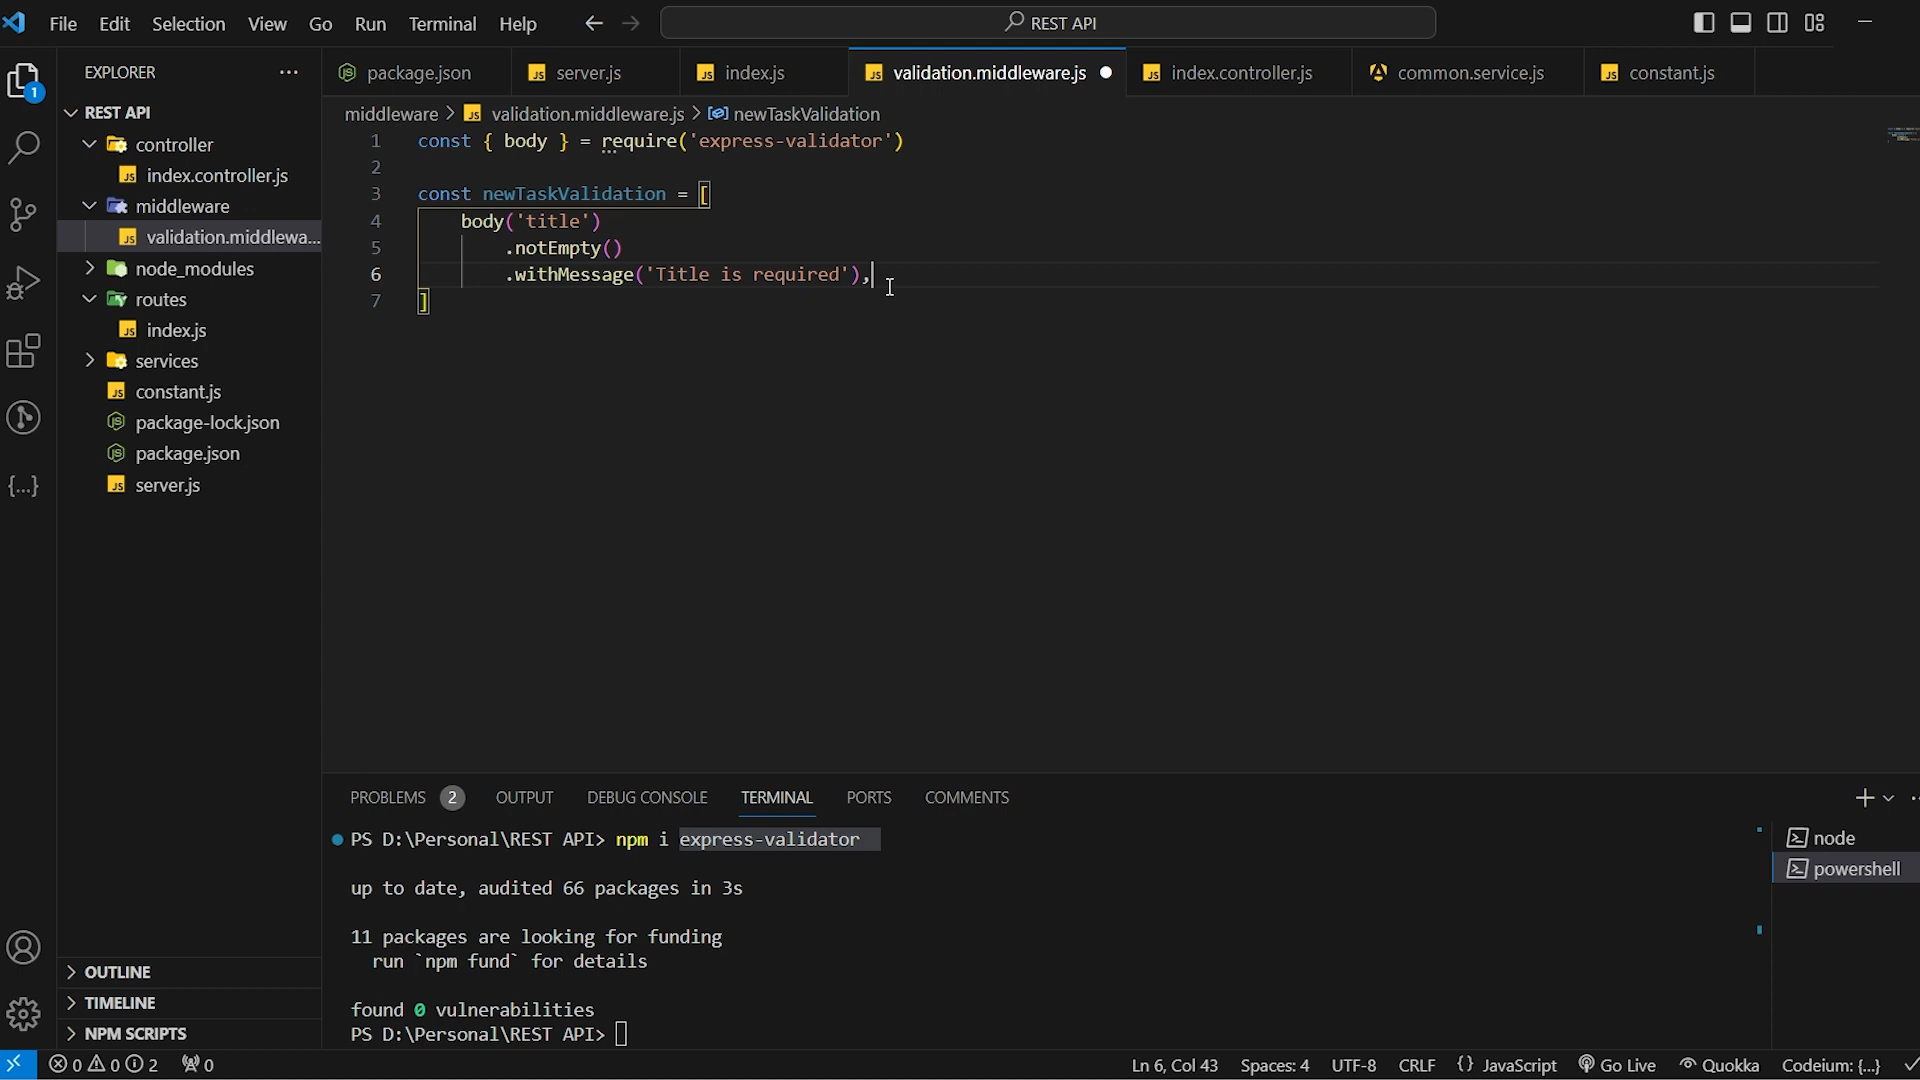 File Edit Selection View Go Run Terminal Help REST API
EXPLORER
package.json server.js index.js validation.middleware.js index.controller.js common.service.js constant.js
1
REST API
controller
index.controller.js
middleware
validation.middlewa...
node_modules
routes
index.js
services
constant.js
package-lock.json
package.json
server.js
OUTLINE
TIMELINE
NPM SCRIPTS
middleware > validation.middleware.js > newTaskValidation
1 const { body } = require('express-validator')
2
3 const newTaskValidation = [
4 body('title')
5 .notEmpty()
6 .withMessage('Title is required'),
7 ]
PROBLEMS 2 OUTPUT DEBUG CONSOLE TERMINAL PORTS COMMENTS
PS D:\Personal\REST API> npm i express-validator
up to date, audited 66 packages in 3s
11 packages are looking for funding
run `npm fund` for details
found 0 vulnerabilities
PS D:\Personal\REST API>
node
powershell
0 0 2 0 Ln 6, Col 43 Spaces: 4 UTF-8 CRLF {} JavaScript Go Live Quokka Codeium: {...}